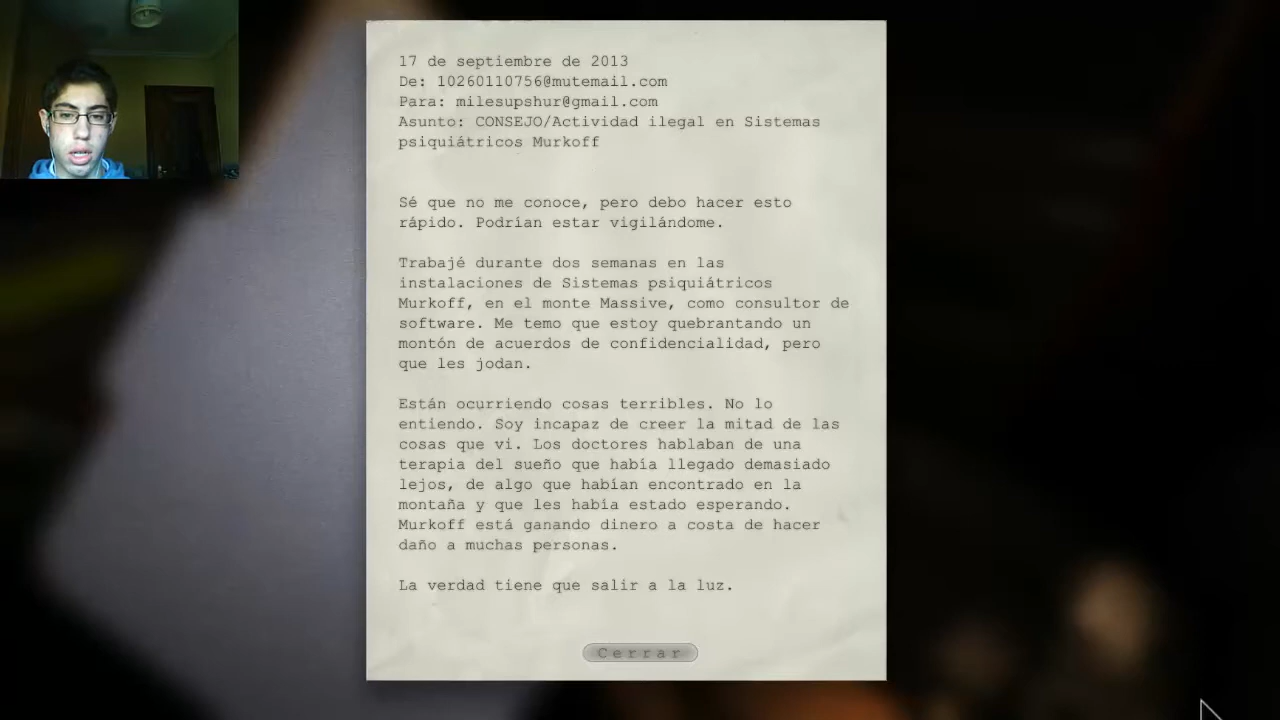 17 de septiembre de 2013
De: 10260110756@mutemail.com
Para: milesupshur@gmail.com
Asunto: CONSEJO/Actividad ilegal en Sistemas
psiquiátricos Murkoff
Sé que no me conoce, pero debo hacer esto
rápido. Podrían estar vigilándome.
Trabajé durante dos semanas en las
instalaciones de Sistemas psiquiátricos
Murkoff, en el monte Massive, como consultor de
software. Me temo que estoy quebrantando un
montón de acuerdos de confidencialidad, pero
que les jodan.
Están ocurriendo cosas terribles. No lo
entiendo. Soy incapaz de creer la mitad de las
cosas que vi. Los doctores hablaban de una
terapia del sueño que había llegado demasiado
lejos, de algo que habían encontrado en la
montaña y que les había estado esperando.
Murkoff está ganando dinero a costa de hacer
daño a muchas personas.
La verdad tiene que salir a la luz.
Cerrar